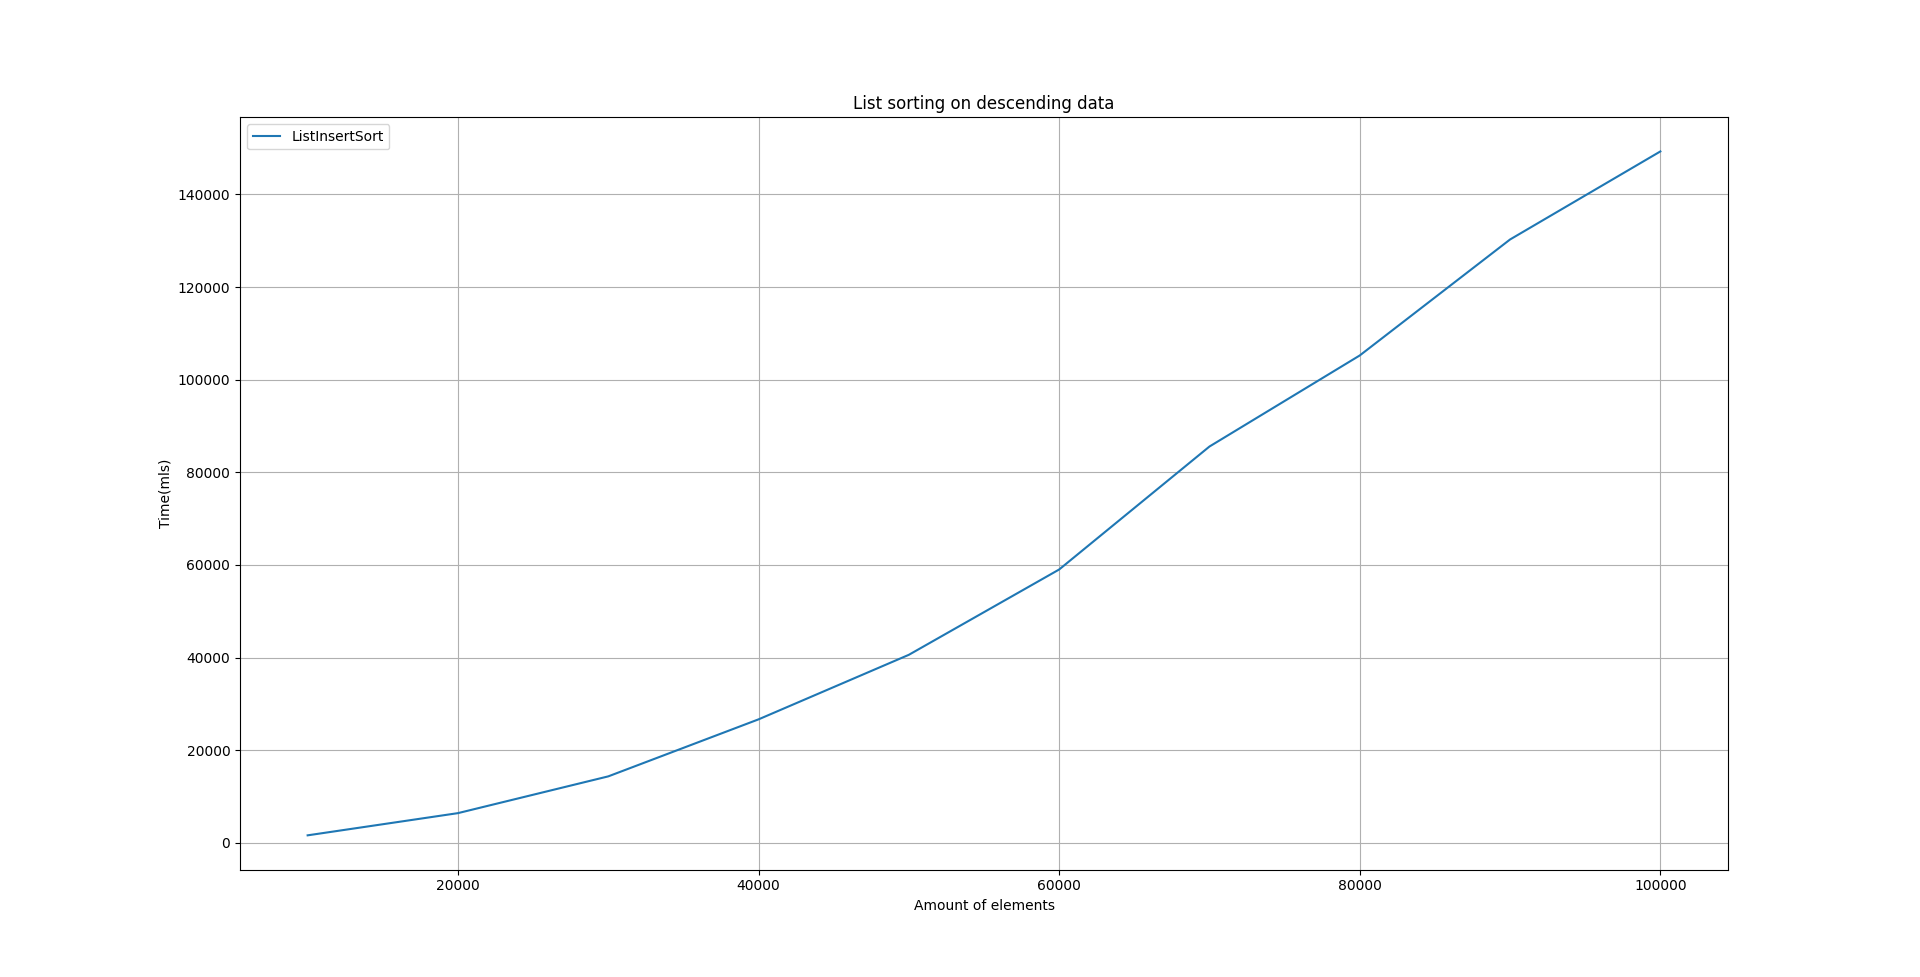 List sorting on descending data
ListInsertSort
140000
120000
100000
80000
60000
40000
20000
0
Time(mls)
20000 40000 60000 80000 100000
Amount of elements